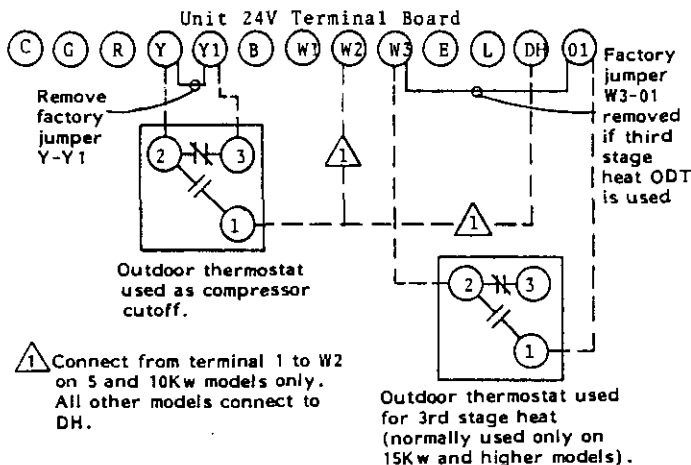 Unit 24V Terminal Board
C G R Y Y1 B W1 W2 W3 E L DH 01
Remove
factory
jumper
Y-Y1
Factory
jumper
W3-01
removed
if third
stage
heat ODT
is used
2 3
1
1
1
Outdoor thermostat
used as compressor
cutoff.
2 3
1
1 Connect from terminal 1 to W2
on 5 and 10Kw models only.
All other models connect to
DH.
Outdoor thermostat used
for 3rd stage heat
(normally used only on
15Kw and higher models).